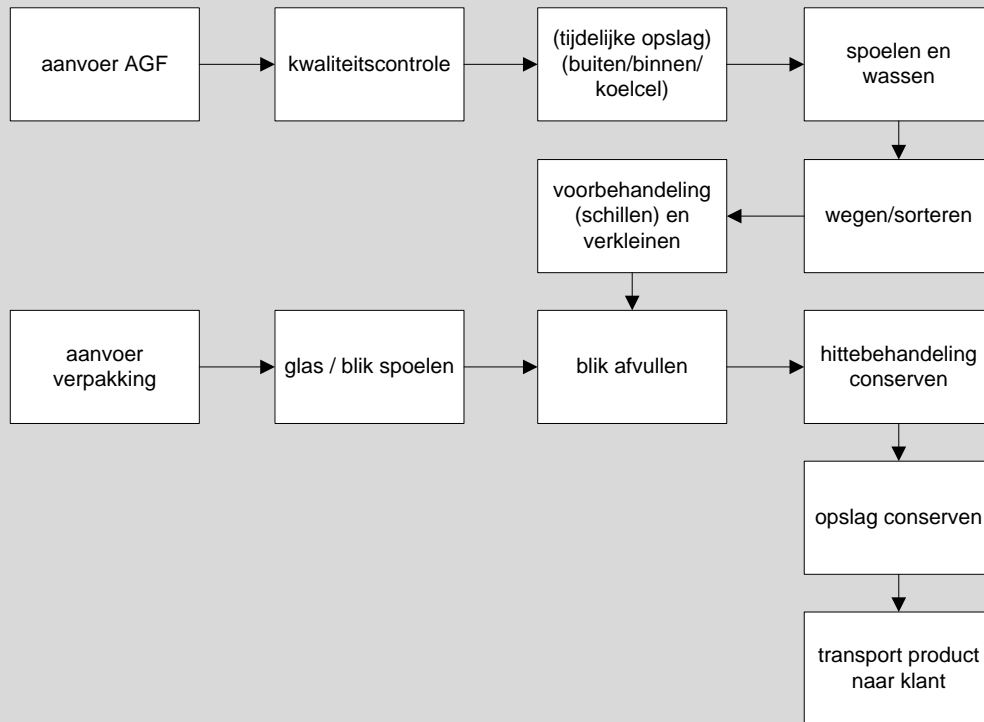 aanvoer AGF
kwaliteitscontrole
(tijdelijke opslag)
(buiten/binnen/
koelcel)
spoelen en
wassen
voorbehandeling
(schillen) en
verkleinen
wegen/sorteren
aanvoer
verpakking
glas / blik spoelen
blik afvullen
hittebehandeling
conserven
opslag conserven
transport product
naar klant